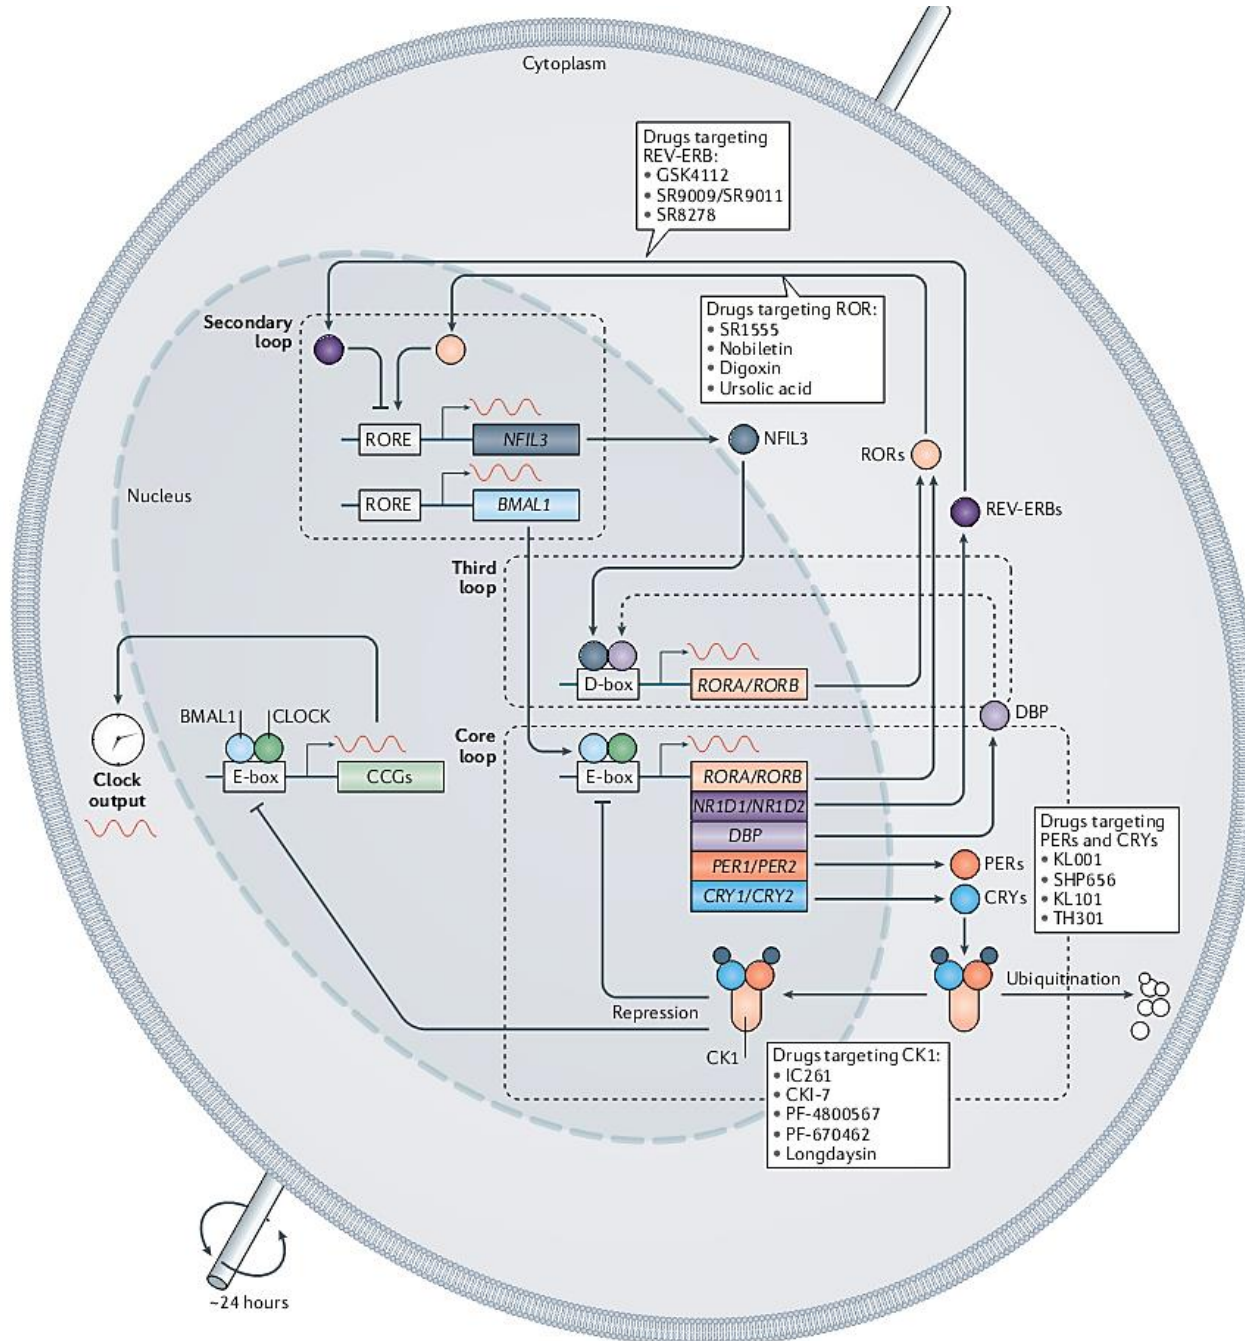 Cytoplasm
Drugs targeting
REV-ERB:
• GSK4112
• SR9009/SR9011
• SR8278
Secondary
loop
Drugs targeting ROR:
• SR1555
• Nobiletin
• Digoxin
• Ursolic acid
RORE
NFIL3
NFIL3
RORs
Nucleus
RORE
BMAL1
REV-ERBs
Third
loop
D-box
RORA/RORB
DBP
BMAL1
CLOCK
E-box
CCGs
Clock
output
Core
loop
E-box
RORA/RORB
NR1D1/NR1D2
DBP
PER1/PER2
CRY1/CRY2
PERs
CRYs
Drugs targeting
PERs and CRYs
• KL001
• SHP656
• KL101
• TH301
Repression
Ubiquitination
CK1
Drugs targeting CK1:
• IC261
• CKI-7
• PF-4800567
• PF-670462
• Longdaysin
~24 hours